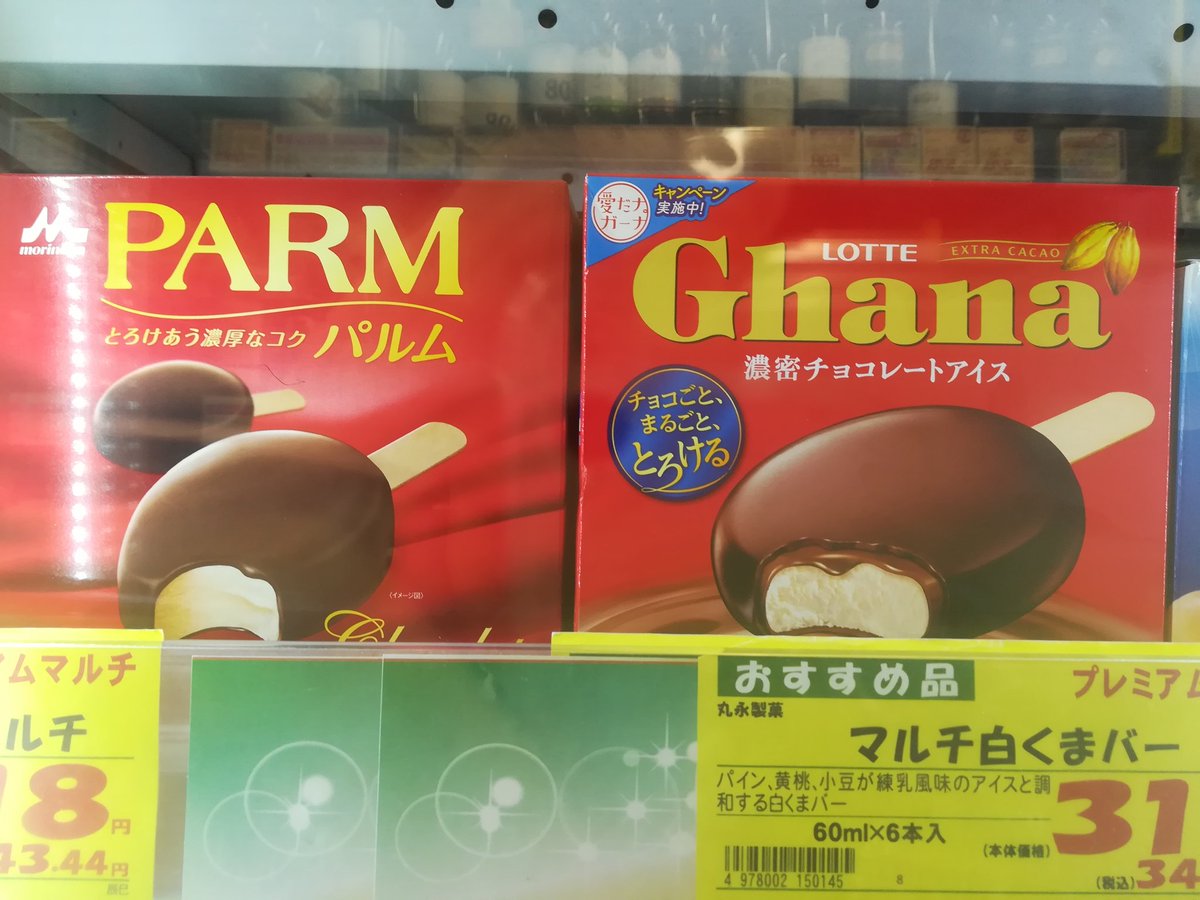 PARM
とろけあう濃厚なコク パルム
(イメージ図)
愛だナ。
ガーナ
キャンペーン
実施中!
LOTTE
EXTRA CACAO
Ghana
濃密チョコレートアイス
チョコごと、
まるごと、
とろける
ムマルチ
ルチ
18
円
43.44円
辰巳
おすすめ品
プレミアム
丸永製菓
マルチ白くまバー
パイン、黄桃、小豆が練乳風味のアイスと調
和する白くまバー
60ml×6本入
(本体価格)
31
(税込)34
4 978002 150145
8